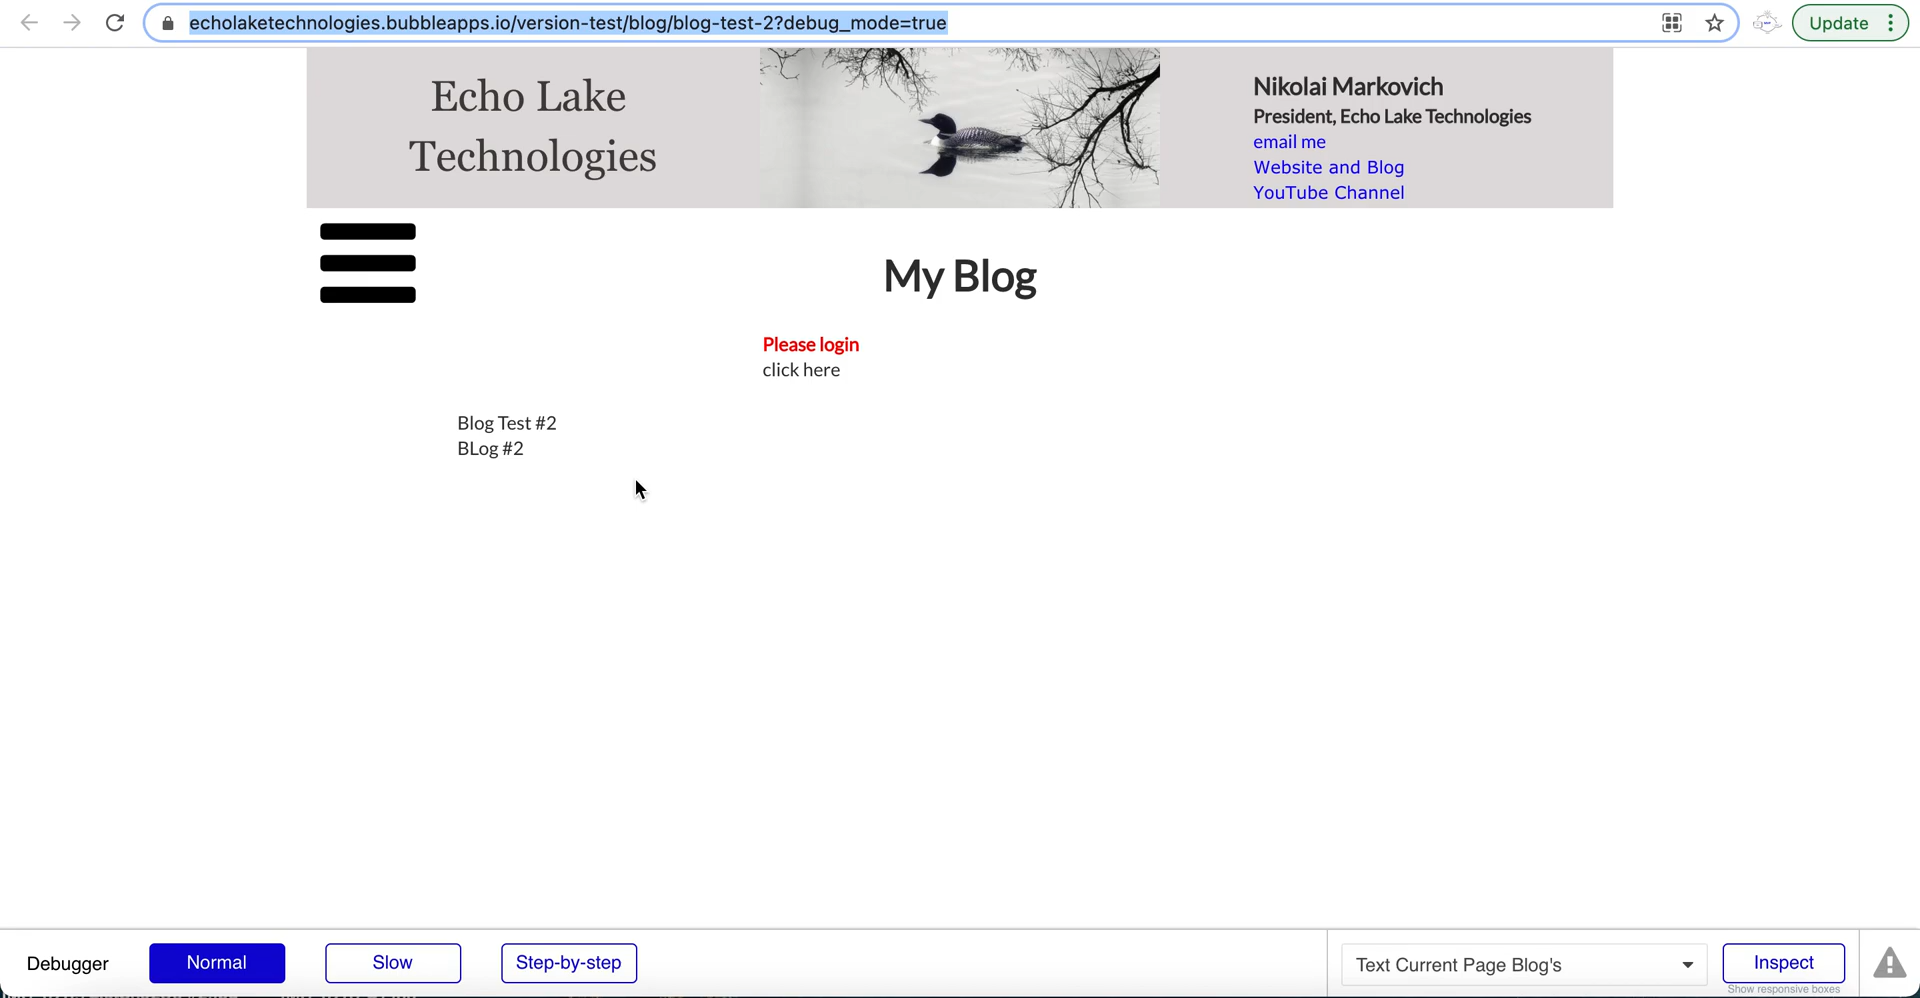 echolaketechnologies.bubbleapps.io/version-test/blog/blog-test-2?debug_mode=true
Update
Echo Lake
Technologies
Nikolai Markovich
President, Echo Lake Technologies
email me
Website and Blog
YouTube Channel
My Blog
Please login
click here
Blog Test #2
BLog #2
Debugger
Normal
Slow
Step-by-step
Text Current Page Blog's
Inspect
Show responsive boxes